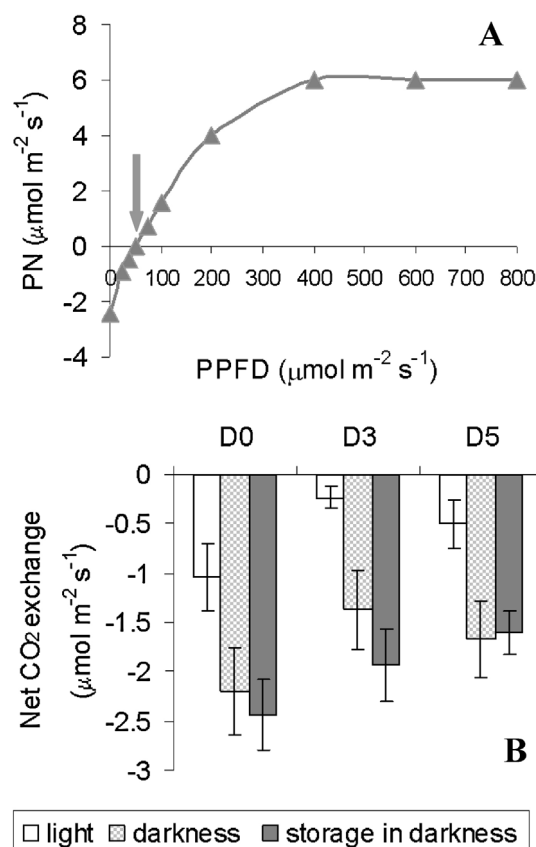 A
8
6
4
2
0
-2
-4
0 100 200 300 400 500 600 700 800
PN (μmol m⁻² s⁻¹)
PPFD (μmol m⁻² s⁻¹)
D0 D3 D5
0
-0.5
-1
-1.5
-2
-2.5
-3
Net CO₂ exchange
(μmol m⁻² s⁻¹)
B
light darkness storage in darkness